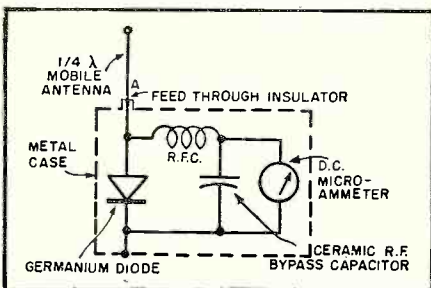 1/4 λ
MOBILE
ANTENNA
A
FEED THROUGH INSULATOR
METAL
CASE
R.F.C.
D.C.
MICRO-
AMMETER
GERMANIUM DIODE
CERAMIC R.F.
BYPASS CAPACITOR